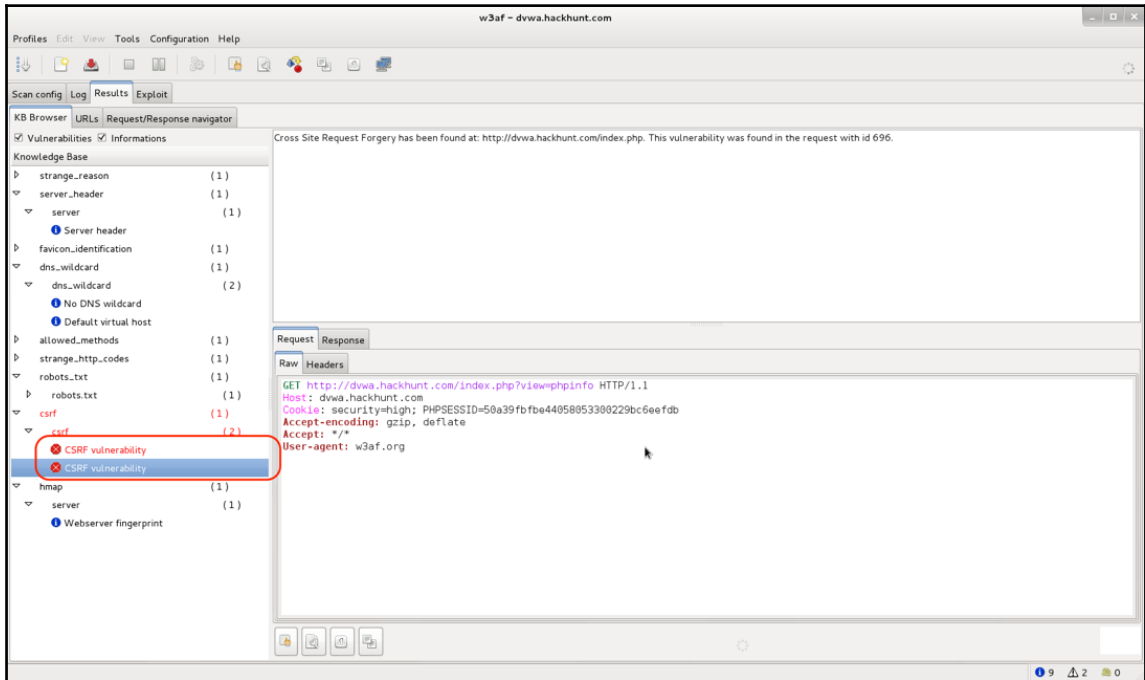 w3af - dvwa.hackhunt.com
Profiles Edit View Tools Configuration Help
Scan config Log Results Exploit
KB Browser URLs Request/Response navigator
Vulnerabilities Informations
Knowledge Base
strange_reason (1)
server_header (1)
server (1)
Server header
favicon_identification (1)
dns_wildcard (1)
dns_wildcard (2)
No DNS wildcard
Default virtual host
allowed_methods (1)
strange_http_codes (1)
robots_txt (1)
robots.txt (1)
csrf (1)
csrf (2)
CSRF vulnerability
CSRF vulnerability
hmap (1)
server (1)
Webserver fingerprint
Cross Site Request Forgery has been found at: http://dvwa.hackhunt.com/index.php. This vulnerability was found in the request with id 696.
Request Response
Raw Headers
GET http://dvwa.hackhunt.com/index.php?view=phpinfo HTTP/1.1
Host: dvwa.hackhunt.com
Cookie: security=high; PHPSESSID=50a39fbfbe44058053300229bc6eefdb
Accept-encoding: gzip, deflate
Accept: */*
User-agent: w3af.org
9 2 0